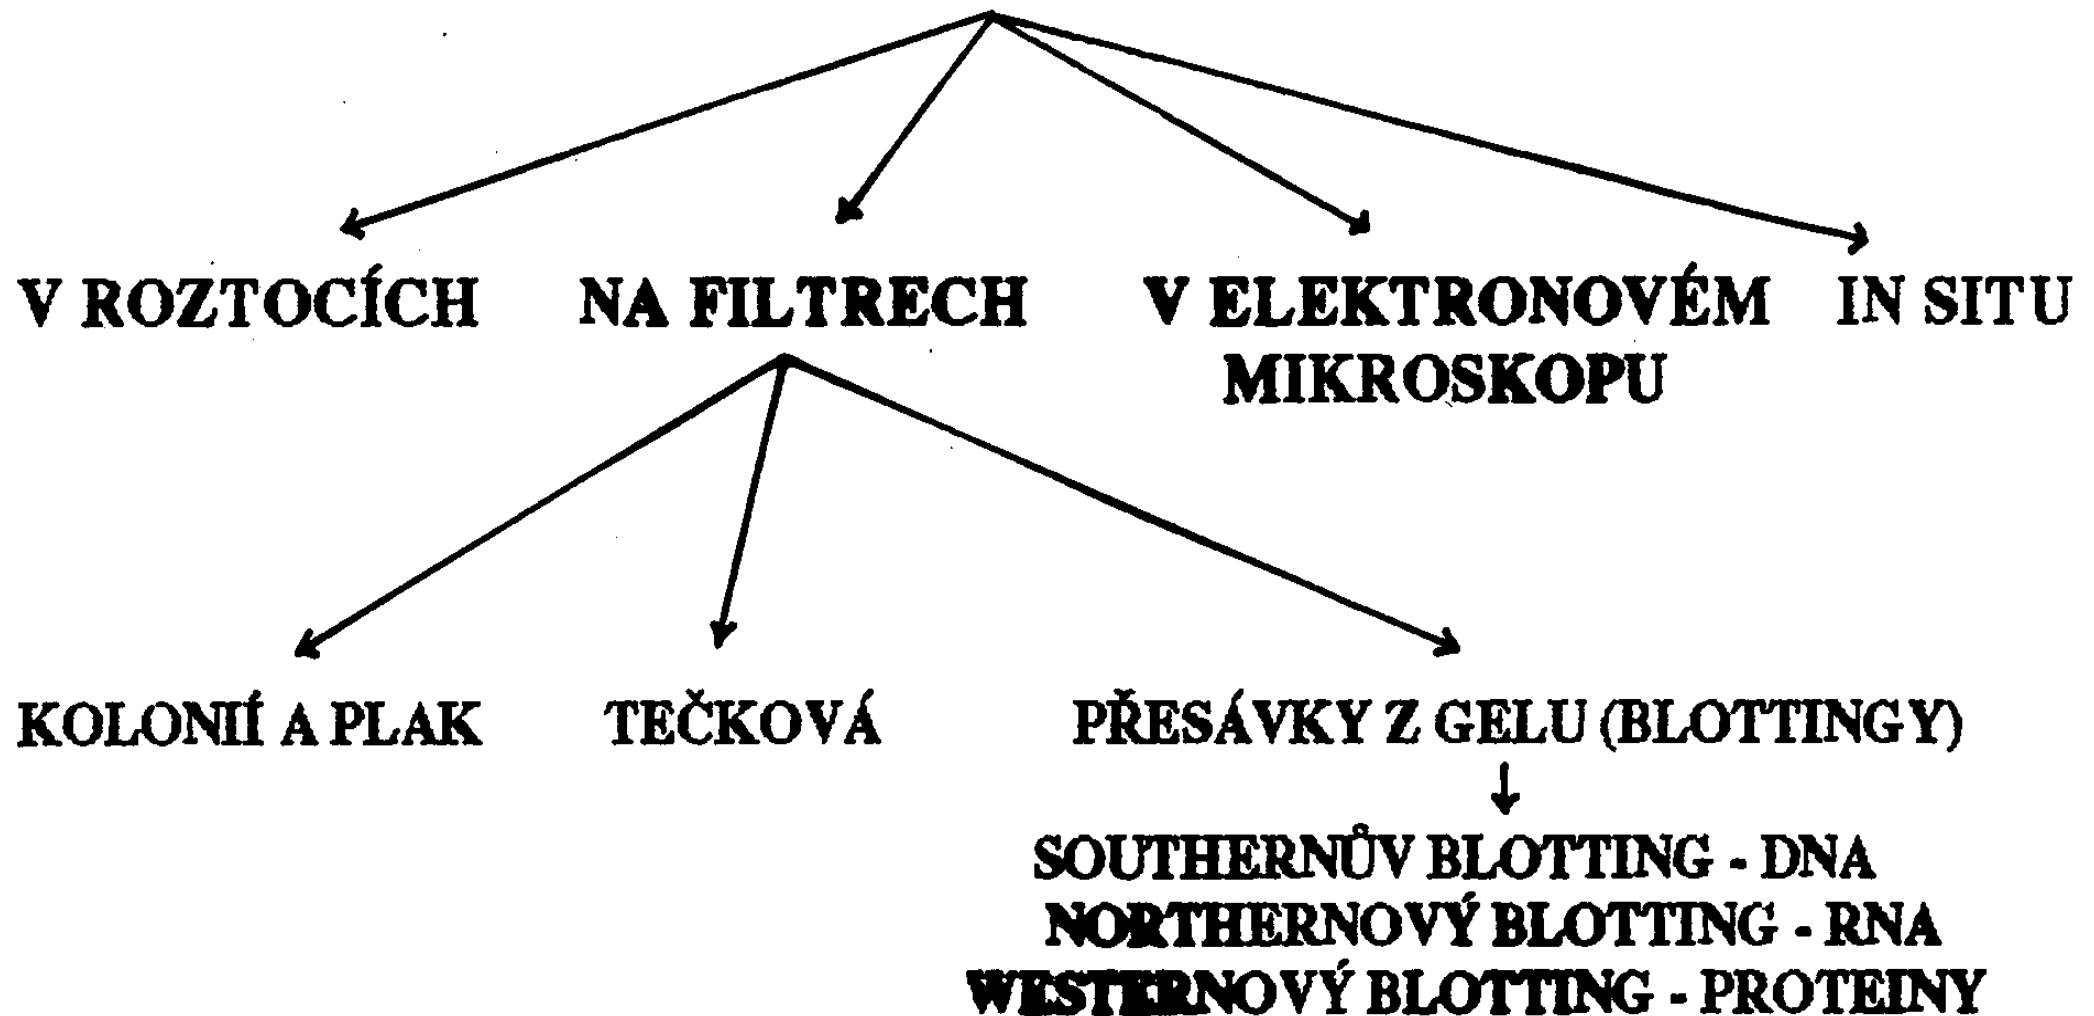 V ROZTOCÍCH NA FILTRECH V ELEKTRONOVÉM IN SITU
MIKROSKOPU
KOLONIÍ A PLAK TEČKOVÁ PŘESÁVKY Z GELU (BLOTTINGY)
SOUTHERNŮV BLOTTING - DNA
NORTHERNOVÝ BLOTTING - RNA
WESTERNOVÝ BLOTTING - PROTEINY